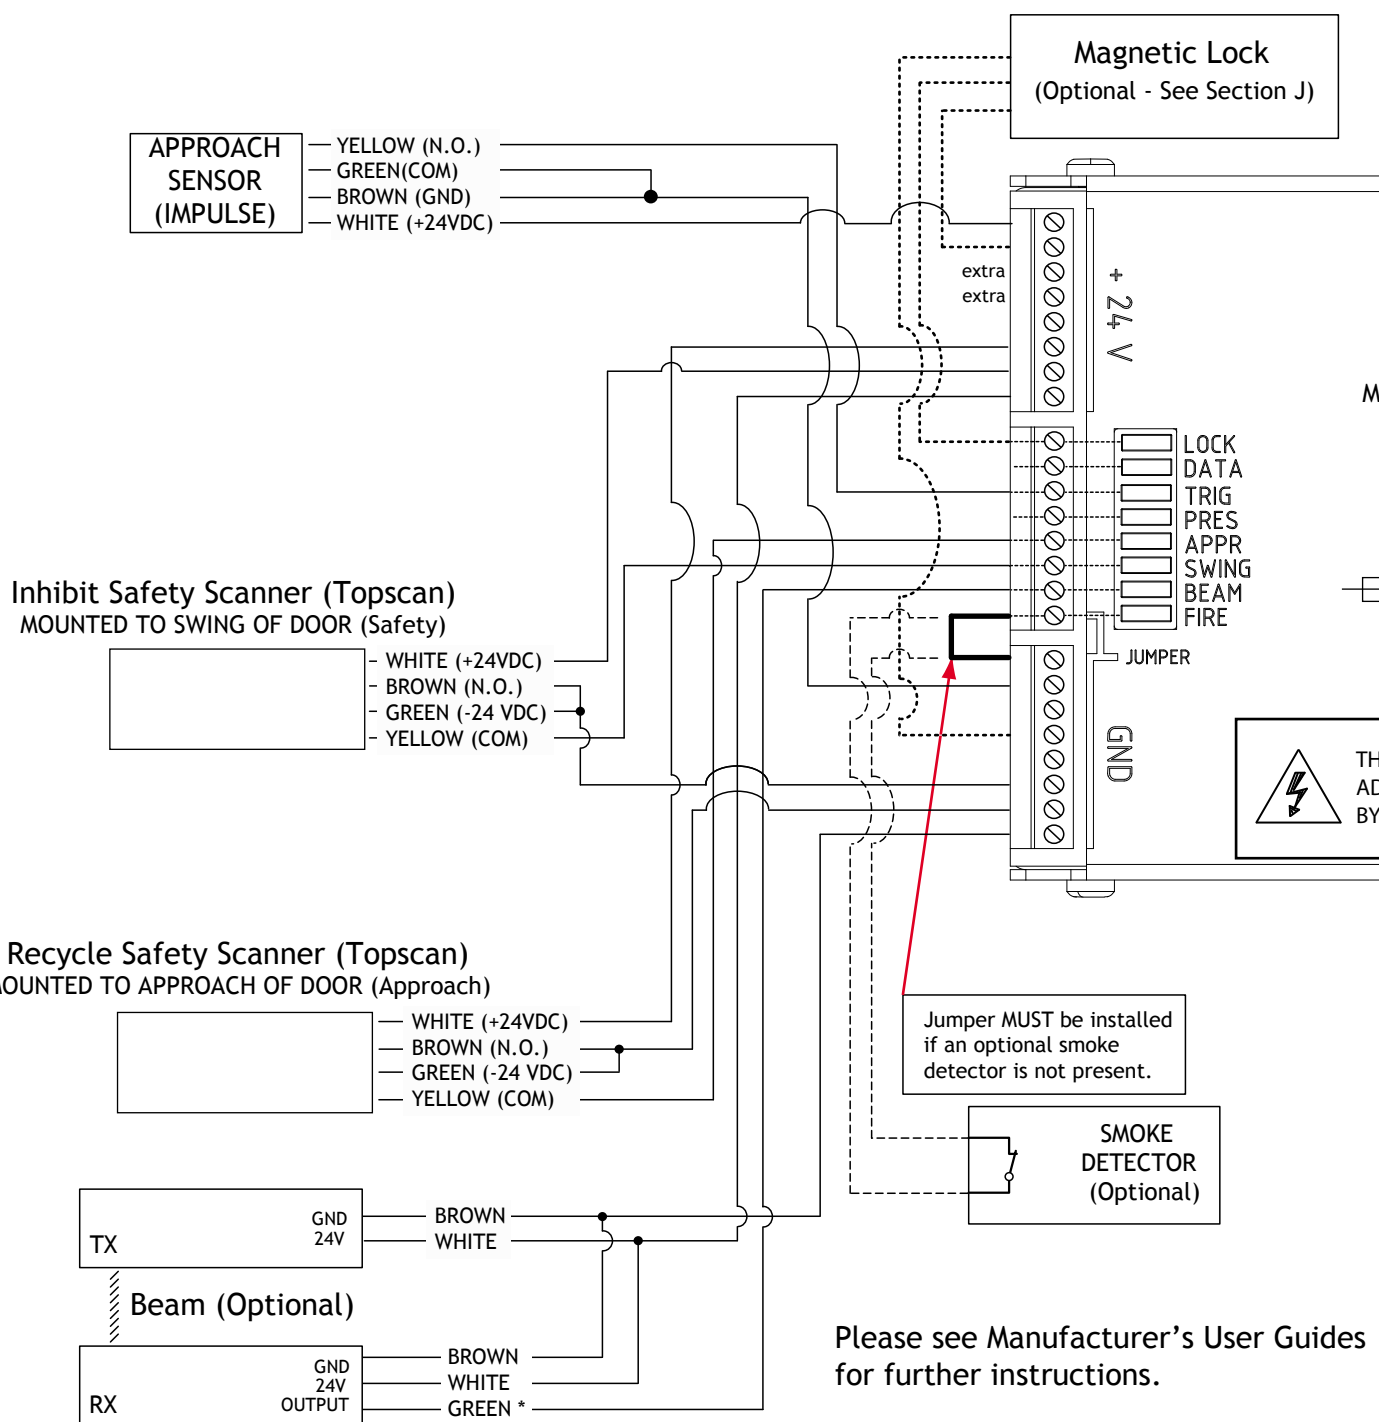 Magnetic Lock
(Optional - See Section J)
APPROACH
SENSOR
(IMPULSE)
YELLOW (N.O.)
GREEN(COM)
BROWN (GND)
WHITE (+24VDC)
extra
extra
+ 24 V
M
LOCK
DATA
TRIG
PRES
APPR
SWING
BEAM
FIRE
JUMPER
GND
TH
AD
BY
Inhibit Safety Scanner (Topscan)
MOUNTED TO SWING OF DOOR (Safety)
WHITE (+24VDC)
BROWN (N.O.)
GREEN (-24 VDC)
YELLOW (COM)
Recycle Safety Scanner (Topscan)
MOUNTED TO APPROACH OF DOOR (Approach)
WHITE (+24VDC)
BROWN (N.O.)
GREEN (-24 VDC)
YELLOW (COM)
Jumper MUST be installed
if an optional smoke
detector is not present.
SMOKE
DETECTOR
(Optional)
TX
GND
24V
BROWN
WHITE
Beam (Optional)
RX
GND
24V
OUTPUT
BROWN
WHITE
GREEN *
Please see Manufacturer's User Guides
for further instructions.